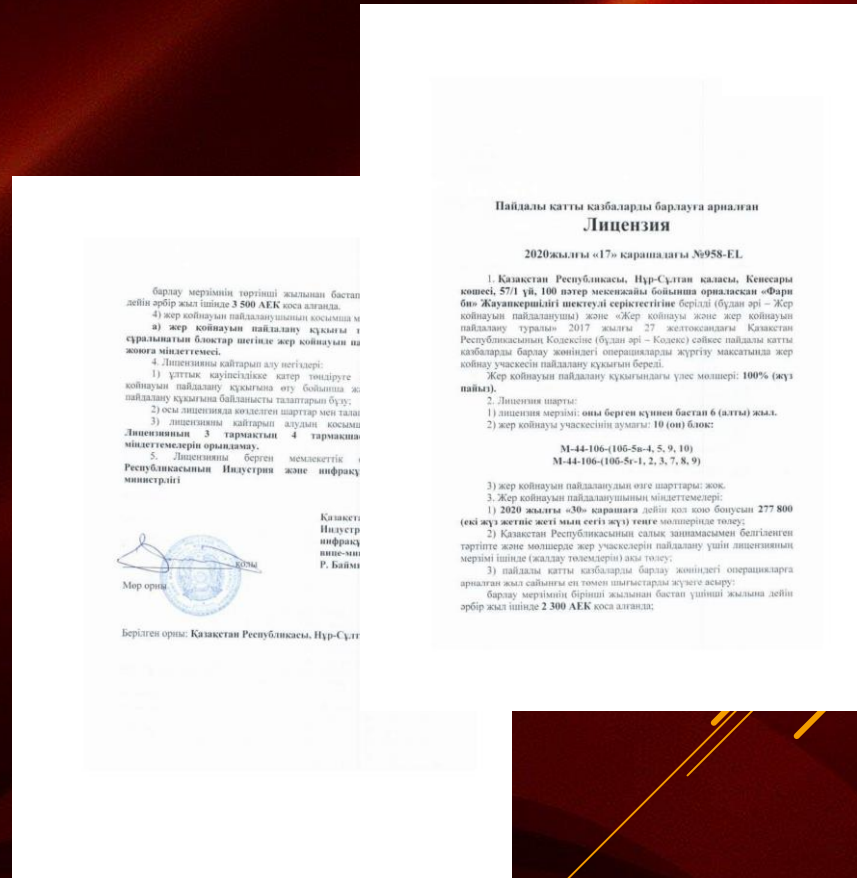 Пайдалы қатты қазбаларды барлауға арналған
Лицензия
2020жылғы «17» қарашадағы №958-EL
1. Қазақстан Республикасы, Нұр-Сұлтан қаласы, Кенесары
көшесі, 57/1 үй, 100 пәтер мекенжайы бойынша орналасқан «Фарн
би» Жауапкершілігі шектеулі серіктестігіне берілді (бұдан әрі – Жер
қойнауын пайдаланушы) және «Жер қойнауы және жер қойнауын
пайдалану туралы» 2017 жылғы 27 желтоқсандағы Қазақстан
Республикасының Кодексіне (бұдан әрі – Кодекс) сәйкес пайдалы қатты
қазбаларды барлау жөніндегі операцияларды жүргізу мақсатында жер
қойнау учаскесін пайдалану құқығын береді.
Жер қойнауын пайдалану құқығындағы үлес мөлшері: 100% (жүз
пайыз).
2. Лицензия шарты:
1) лицензия мерзімі: оны берген күннен бастап 6 (алты) жыл.
2) жер қойнауы учаскесінің аумағы: 10 (он) блок:
М-44-106-(10б-5в-4, 5, 9, 10)
М-44-106-(10б-5г-1, 2, 3, 7, 8, 9)
3) жер қойнауын пайдаланудың өзге шарттары: жоқ.
3. Жер қойнауын пайдаланушының міндеттемелері:
1) 2020 жылғы «30» қарашаға дейін қол қою бонусын 277 800
(екі жүз жетпіс жеті мың сегіз жүз) теңге мөлшерінде төлеу;
2) Қазақстан Республикасының салық заңнамасымен белгіленген
тәртіпте және мөлшерде жер учаскелерін пайдалану үшін лицензияның
мерзімі ішінде (жалдау төлемдерін) ақы төлеу;
3) пайдалы қатты қазбаларды барлау жөніндегі операцияларға
арналған жыл сайынғы ең төмен шығыстарды жүзеге асыру:
барлау мерзімнің бірінші жылынан бастап үшінші жылына дейін
әрбір жыл ішінде 2 300 АЕК қоса алғанда;
барлау мерзімнің төртінші жылынан бастап
дейін әрбір жыл ішінде 3 500 АЕК қоса алғанда.
4) жер қойнауын пайдаланушының қосымша м
а) жер қойнауын пайдалану құқығы т
сұралынатын блоктар шегінде жер қойнауын па
жоюға міндеттемесі.
4. Лицензияны қайтарып алу негіздері:
1) ұлттық қауіпсіздікке қатер төндіруге
қойнауын пайдалану құқығына өту бойынша ж
пайдалану құқығына байланысты талаптарын бұзу;
2) осы лицензияда көзделген шарттар мен талап
3) лицензияны қайтарып алудың қосымш
Лицензияның 3 тармақтың 4 тармақшас
міндеттемелерін орындамау.
5. Лицензияны берген мемлекеттік
Республикасының Индустрия және инфрақұ
министрлігі
Қазақста
Индустр
инфрақұ
вице-мин
Р. Байми
қолы
Мөр орны
Берілген орны: Қазақстан Республикасы, Нұр-Сұлт